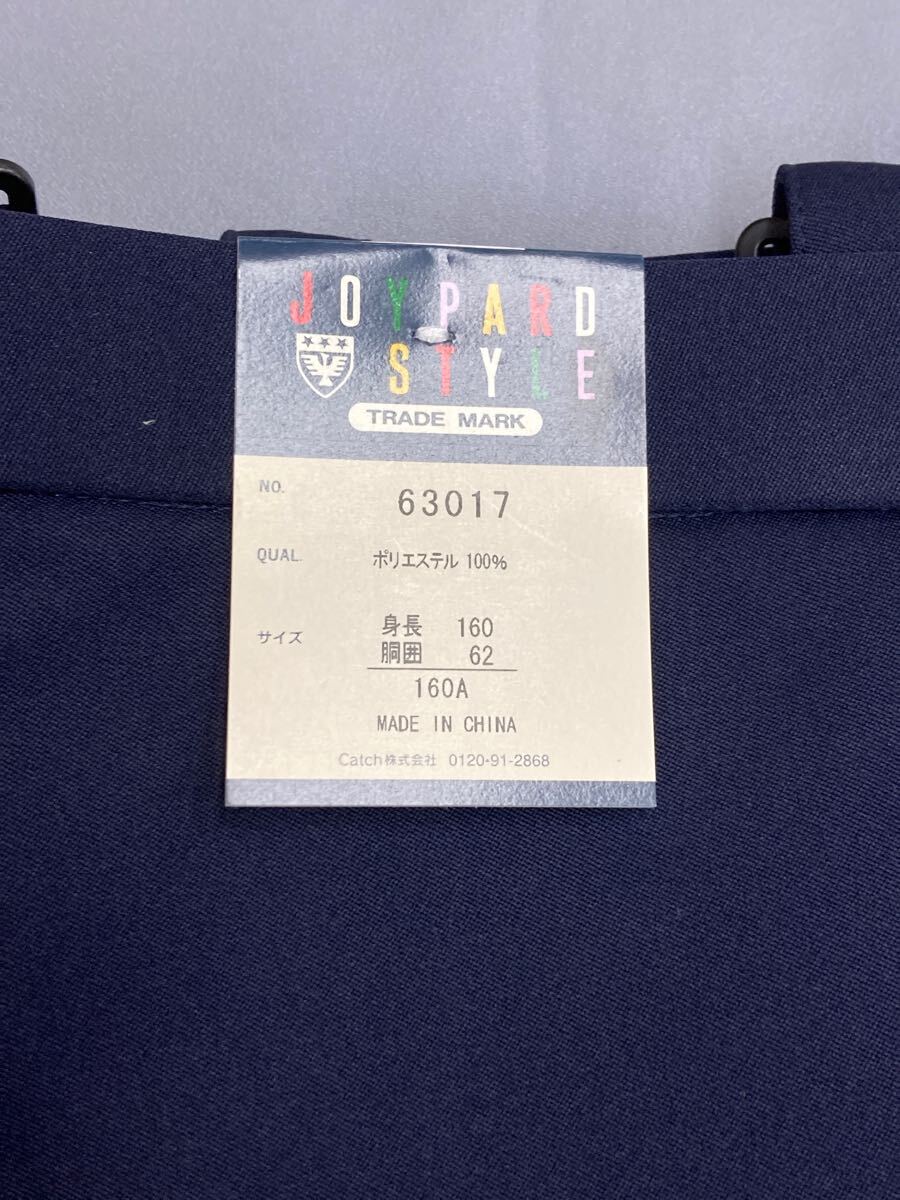 JOYPARD
STYLE
TRADE MARK
NO. 63017
QUAL. ポリエステル 100%
サイズ 身長 160
胴囲 62
160A
MADE IN CHINA
Catch株式会社 0120-91-2868